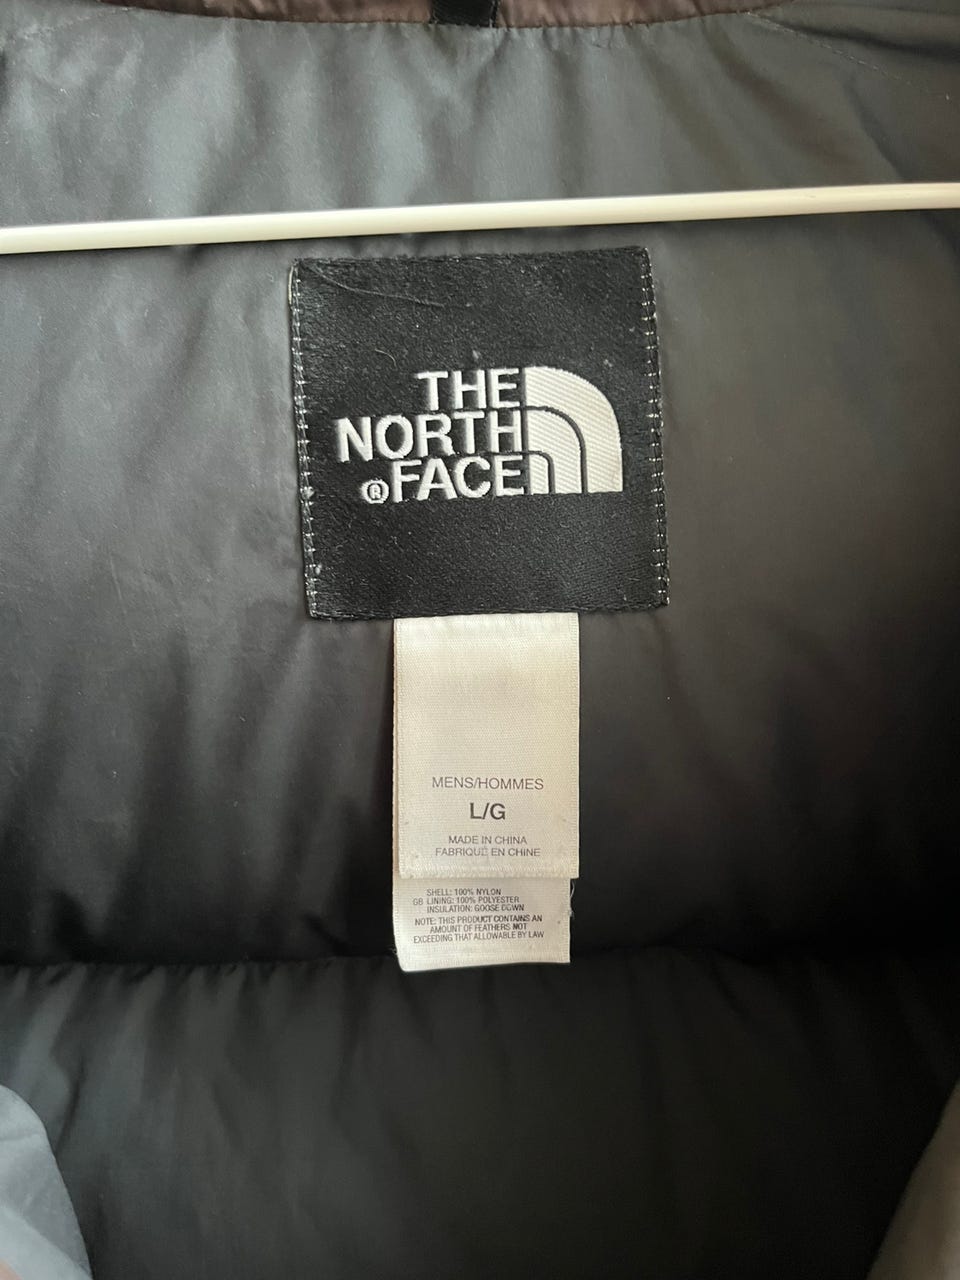 THE
NORTH
®FACE
MENS/HOMMES
L/G
MADE IN CHINA
FABRIQUÉ EN CHINE
SHELL: 100% NYLON
GB LINING: 100% POLYESTER
INSULATION: GOOSE DOWN
NOTE: THIS PRODUCT CONTAINS AN
AMOUNT OF FEATHERS NOT
EXCEEDING THAT ALLOWABLE BY LAW